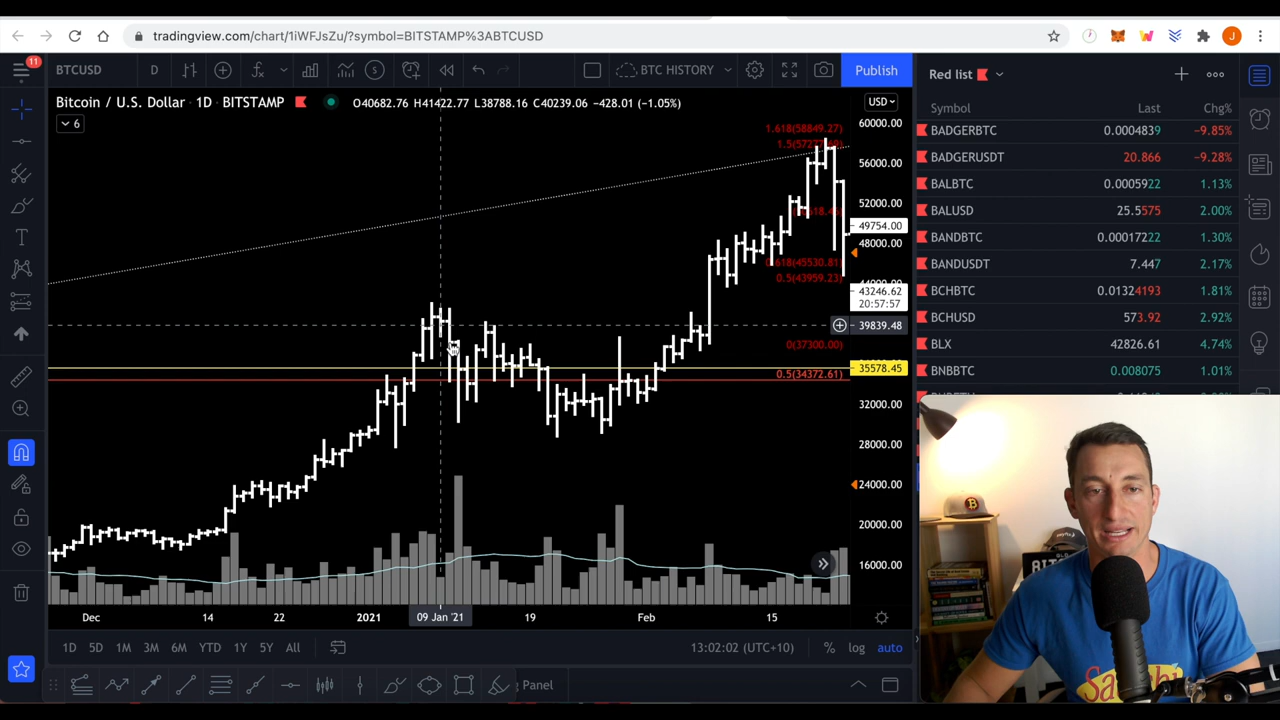 tradingview.com/chart/1iWFJsZu/?symbol=BITSTAMP%3ABTCUSD
J
11
BTCUSD
D
BTC HISTORY
Publish
Red list
Bitcoin / U.S. Dollar · 1D · BITSTAMP
O40682.76 H41422.77 L38788.16 C40239.06 −428.01 (−1.05%)
USD
6
Symbol
Last
Chg%
BADGERBTC 0.0004839 −9.85%
BADGERUSDT 20.866 −9.28%
BALBTC 0.0005922 1.13%
BALUSD 25.5575 2.00%
BANDBTC 0.00017222 1.30%
BANDUSDT 7.447 2.17%
BCHBTC 0.01324193 1.81%
BCHUSD 573.92 2.92%
BLX 42826.61 4.74%
BNBBTC 0.008075 1.01%
60000.00
1.618(58849.27)
56000.00
52000.00
49754.00
48000.00
0.618(45530.81)
0.5(43959.23)
43246.62
20:57:57
39839.48
0(37300.00)
35578.45
0.5(34372.61)
32000.00
28000.00
24000.00
20000.00
16000.00
Dec
14
22
2021
09 Jan '21
19
Feb
15
1D
5D
1M
3M
6M
YTD
1Y
5Y
All
13:02:02 (UTC+10)
%
log
auto
Panel